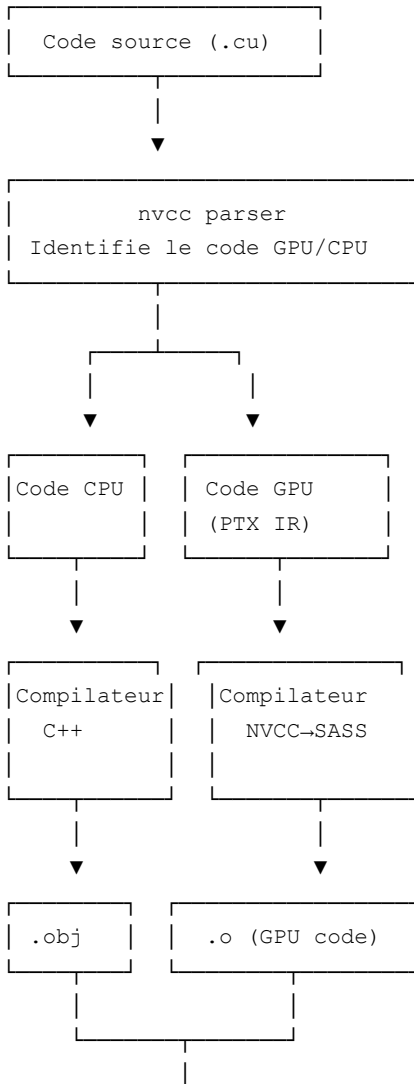 Code source (.cu)
nvcc parser
Identifie le code GPU/CPU
Code CPU
Code GPU
(PTX IR)
Compilateur
C++
Compilateur
NVCC→SASS
.obj
.o (GPU code)